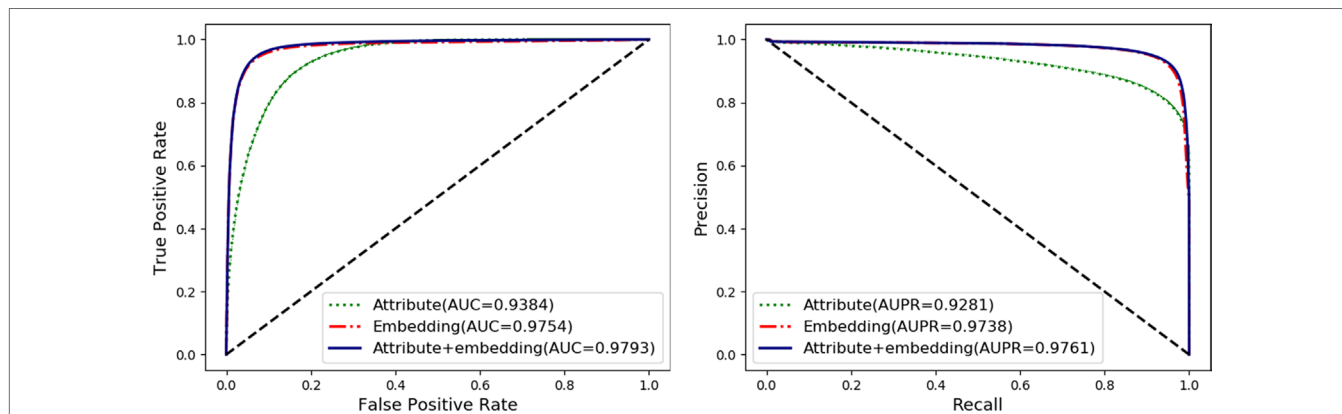 1.0
0.8
0.6
0.4
0.2
0.0
True Positive Rate
Attribute(AUC=0.9384)
Embedding(AUC=0.9754)
Attribute+embedding(AUC=0.9793)
0.0 0.2 0.4 0.6 0.8 1.0
False Positive Rate
1.0
0.8
0.6
0.4
0.2
0.0
Precision
Attribute(AUPR=0.9281)
Embedding(AUPR=0.9738)
Attribute+embedding(AUPR=0.9761)
0.0 0.2 0.4 0.6 0.8 1.0
Recall